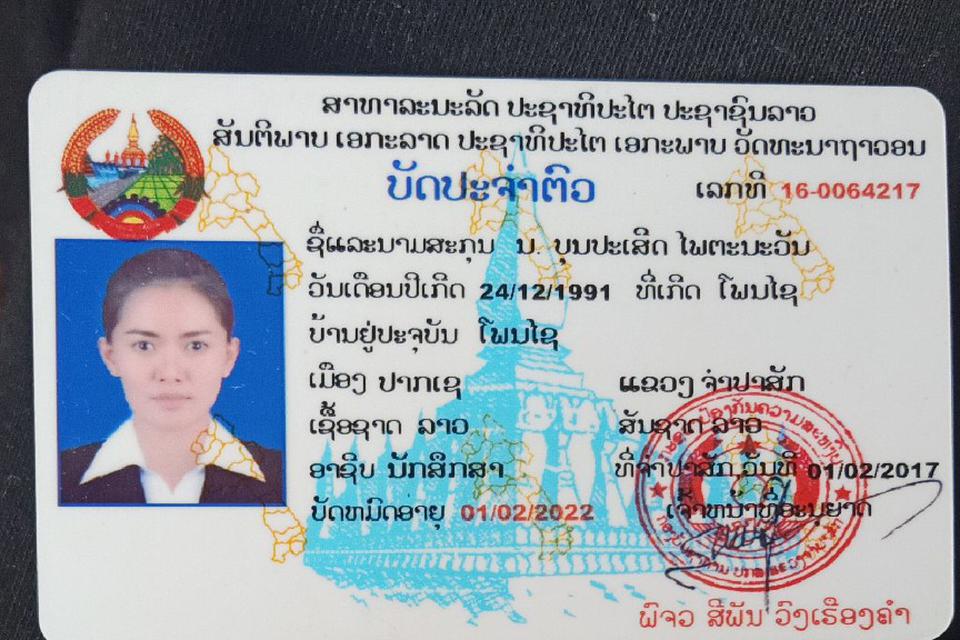 ສາທາລະນະລັດ ປະຊາທິປະໄຕ ປະຊາຊົນລາວ
ສັນຕິພາບ ເອກະລາດ ປະຊາທິປະໄຕ ເອກະພາບ ວັດທະນາຖາວອນ
ບັດປະຈຳຕົວ ເລກທີ 16-0064217
ຊື່ແລະນາມສະກຸນ ນ. ບຸນປະເສີດ ໄພຕະນະວັນ
ວັນເດືອນປີເກີດ 24/12/1991 ທີ່ເກີດ ໂພນໄຊ
ບ້ານຢູ່ປະຈຸບັນ ໂພນໄຊ
ເມືອງ ປາກເຊ ແຂວງ ຈຳປາສັກ
ເຊື້ອຊາດ ລາວ ສັນຊາດ ລາວ
ອາຊີບ ນັກສຶກສາ ທີ່ຈຳປາສັກ ວັນທີ 01/02/2017
ບັດຫມົດອາຍຸ 01/02/2022 ເຈົ້າຫນ້າທີ່ອະນຸຍາດ
ພົຈວ ສີພັນ ວົງເຮືອງຄຳ